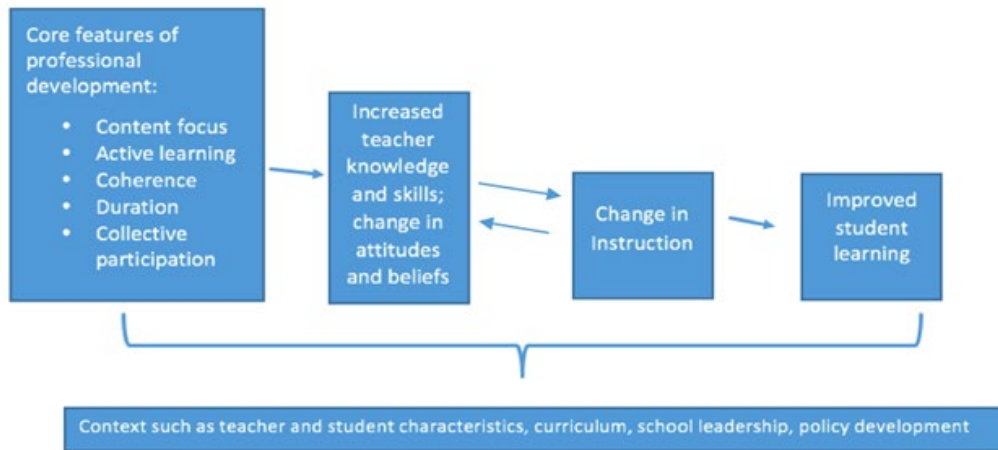 Core features of
professional
development:
• Content focus
• Active learning
• Coherence
• Duration
• Collective
participation
Increased
teacher
knowledge
and skills;
change in
attitudes
and beliefs
Change in
Instruction
Improved
student
learning
Context such as teacher and student characteristics, curriculum, school leadership, policy development